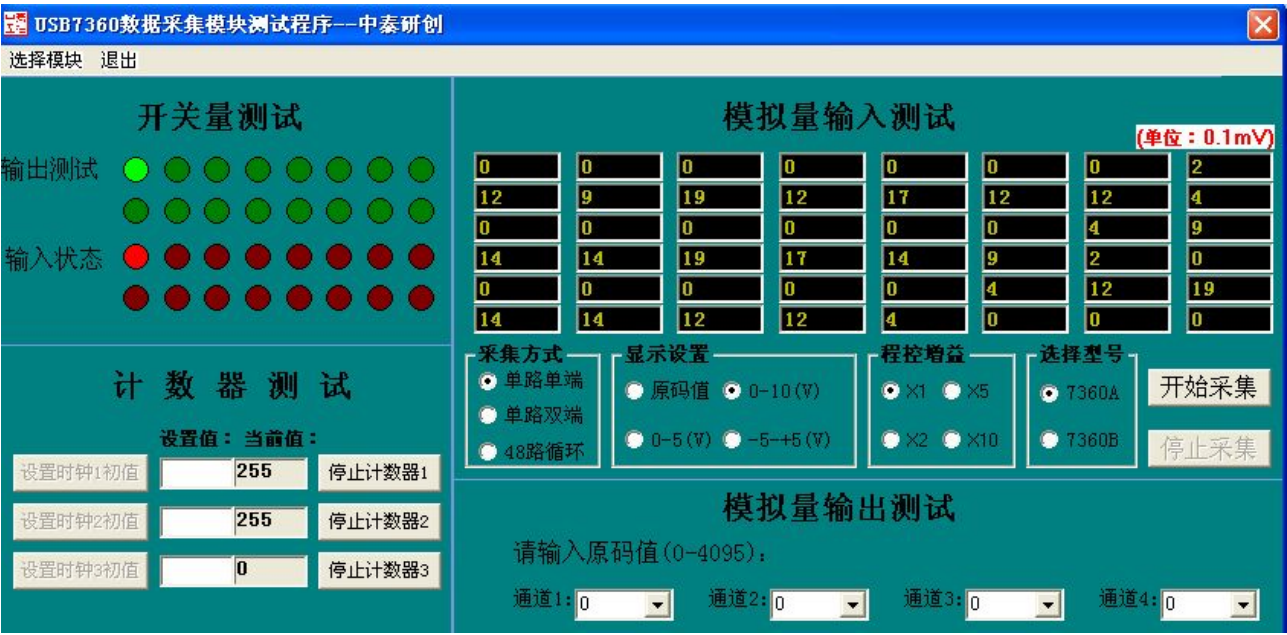 USB7360数据采集模块测试程序--中泰研创
选择模块 退出
开关量测试
输出测试
输入状态
计数器测试
设置值: 当前值:
设置时钟1初值 255 停止计数器1
设置时钟2初值 255 停止计数器2
设置时钟3初值 0 停止计数器3
模拟量输入测试
(单位:0.1mV)
0 0 0 0 0 0 0 2
12 9 19 12 17 12 12 4
0 0 0 0 0 0 4 9
14 14 19 17 14 9 2 0
0 0 0 0 0 4 12 19
14 14 12 12 4 0 0 0
采集方式
单路单端
单路双端
48路循环
显示设置
原码值 0-10(V)
0-5(V) -5-+5(V)
程控增益
X1 X5
X2 X10
选择型号
7360A
7360B
开始采集
停止采集
模拟量输出测试
请输入原码值(0-4095):
通道1: 0 通道2: 0 通道3: 0 通道4: 0